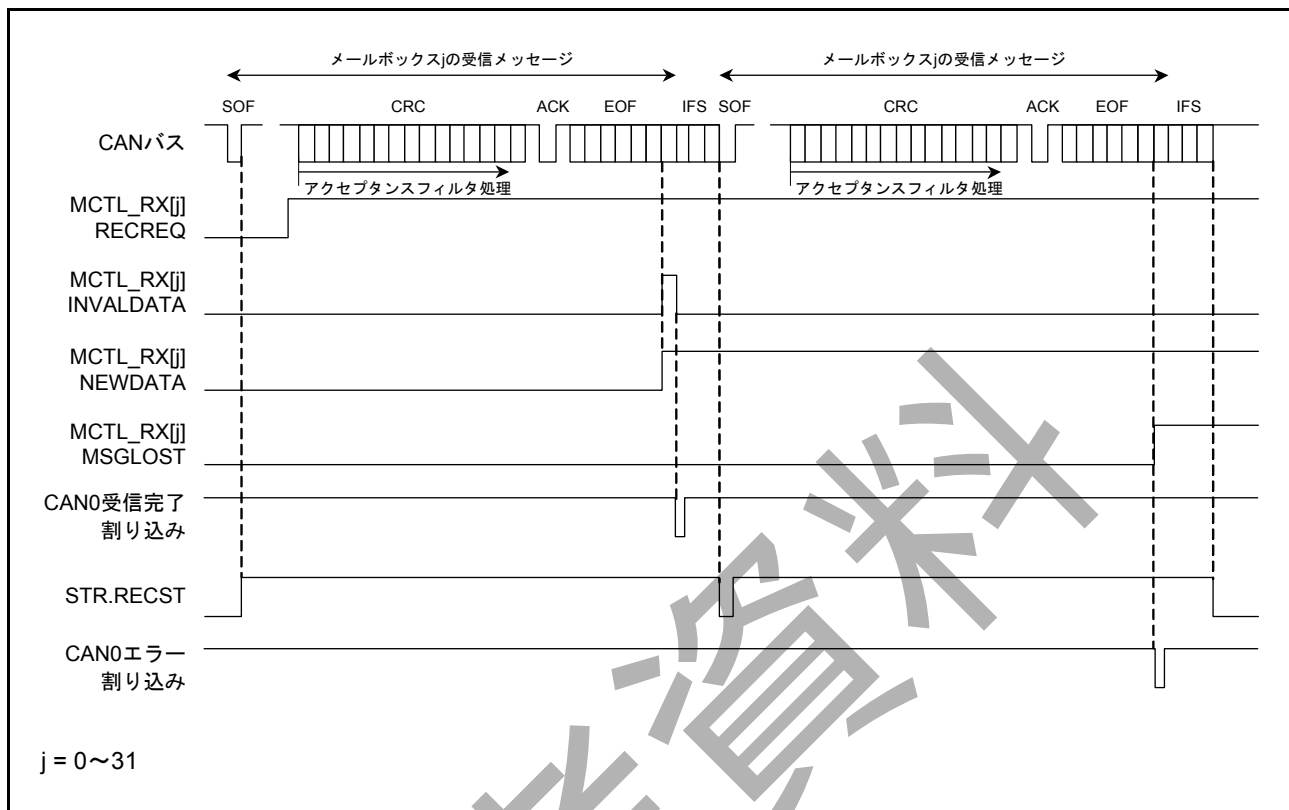 メールボックスjの受信メッセージ メールボックスjの受信メッセージ
SOF CRC ACK EOF IFS SOF CRC ACK EOF IFS
CANバス
アクセプタンスフィルタ処理 アクセプタンスフィルタ処理
MCTL_RX[j]
RECREQ
MCTL_RX[j]
INVALDATA
MCTL_RX[j]
NEWDATA
MCTL_RX[j]
MSGLOST
CAN0受信完了
割り込み
STR.RECST
CAN0エラー
割り込み
j = 0～31
資料